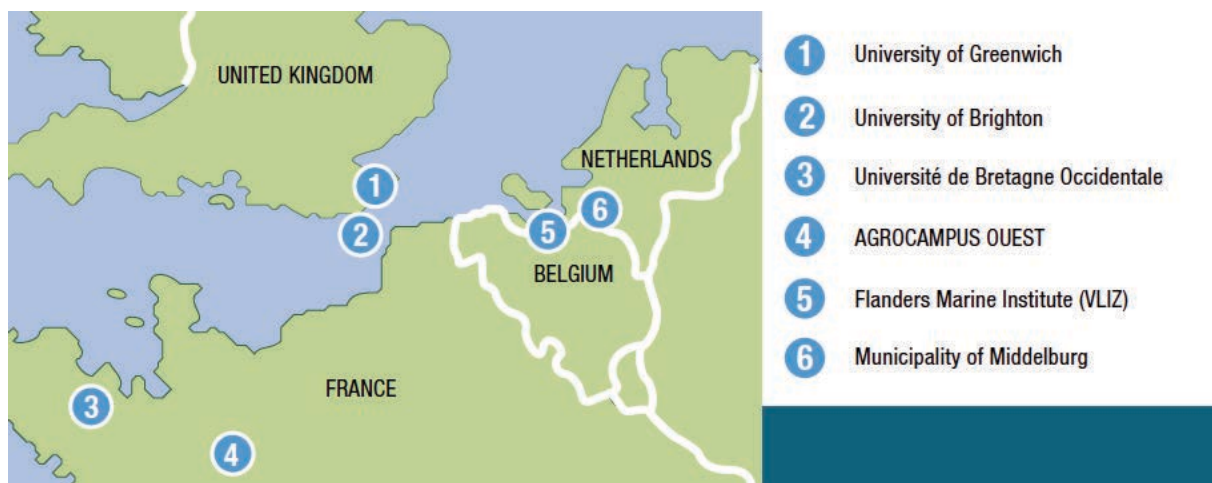 UNITED KINGDOM
NETHERLANDS
BELGIUM
FRANCE
1
2
3
4
5
6
1 University of Greenwich
2 University of Brighton
3 Université de Bretagne Occidentale
4 AGROCAMPUS OUEST
5 Flanders Marine Institute (VLIZ)
6 Municipality of Middelburg